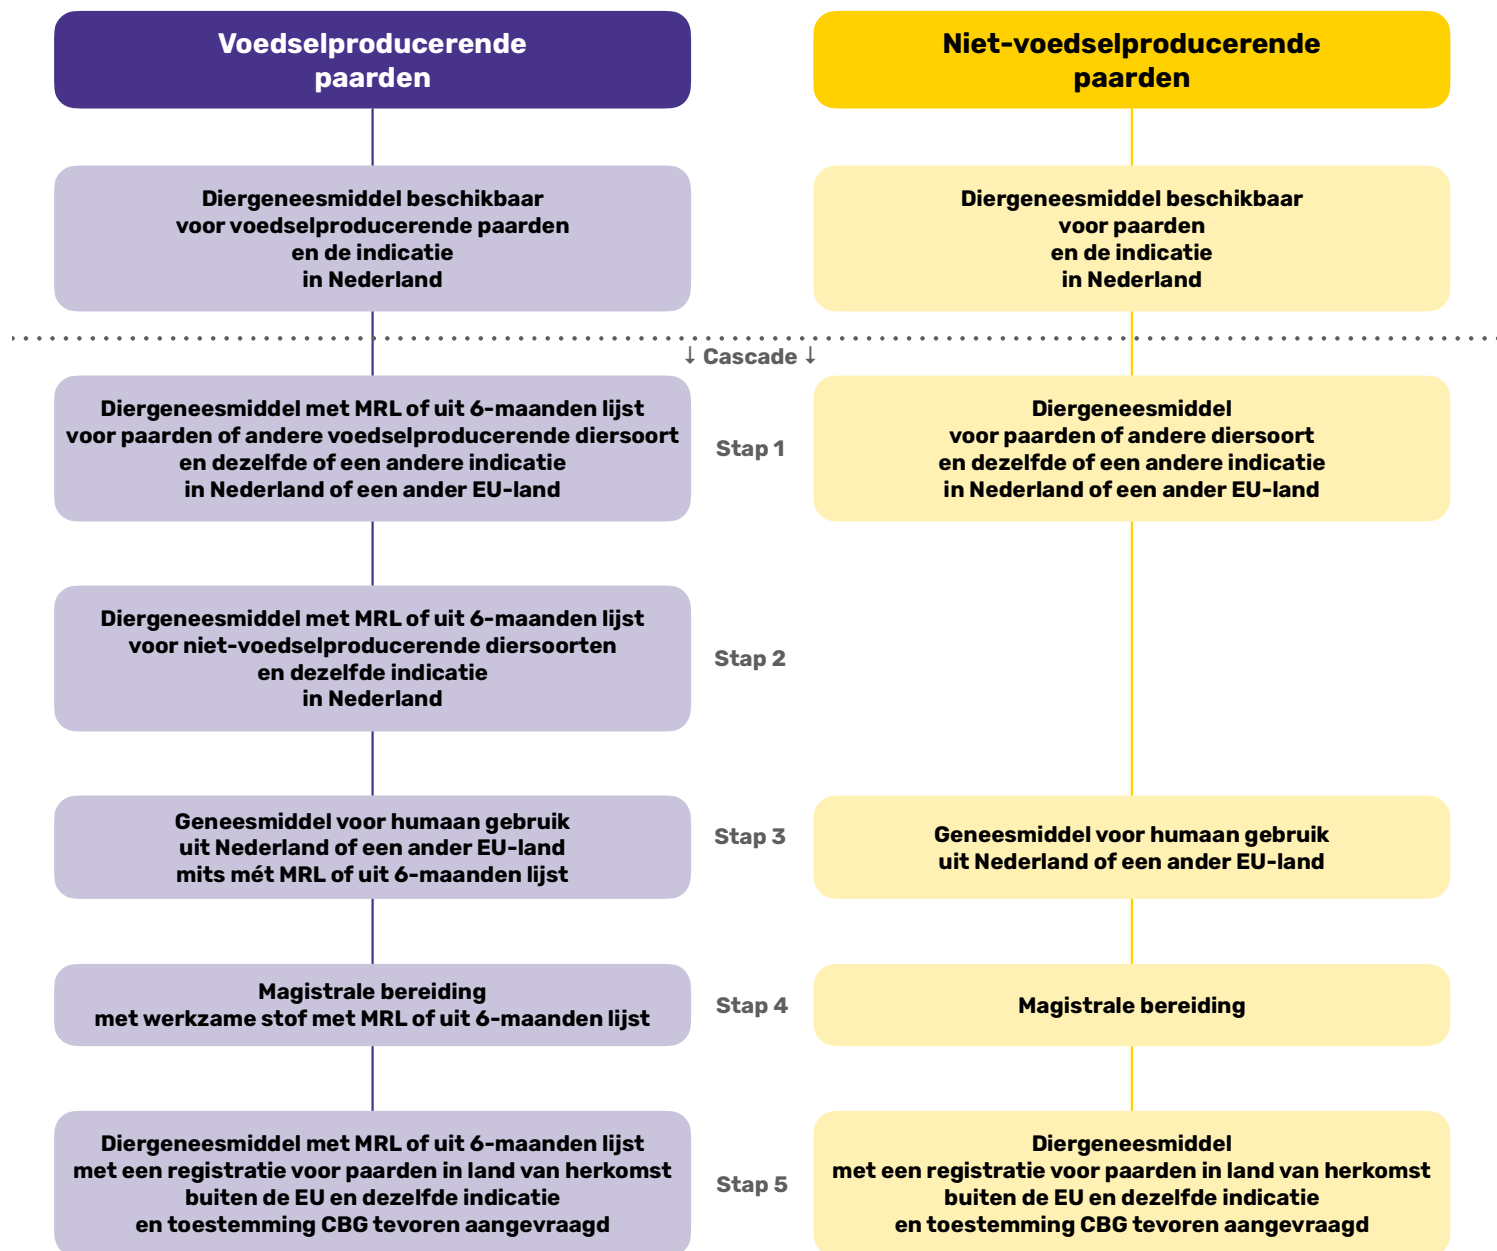 Voedselproducerende
paarden
Niet-voedselproducerende
paarden
Diergeneesmiddel beschikbaar
voor voedselproducerende paarden
en de indicatie
in Nederland
Diergeneesmiddel beschikbaar
voor paarden
en de indicatie
in Nederland
↓ Cascade ↓
Diergeneesmiddel met MRL of uit 6-maanden lijst
voor paarden of andere voedselproducerende diersoort
en dezelfde of een andere indicatie
in Nederland of een ander EU-land
Stap 1
Diergeneesmiddel
voor paarden of andere diersoort
en dezelfde of een andere indicatie
in Nederland of een ander EU-land
Diergeneesmiddel met MRL of uit 6-maanden lijst
voor niet-voedselproducerende diersoorten
en dezelfde indicatie
in Nederland
Stap 2
Geneesmiddel voor humaan gebruik
uit Nederland of een ander EU-land
mits mét MRL of uit 6-maanden lijst
Stap 3
Geneesmiddel voor humaan gebruik
uit Nederland of een ander EU-land
Magistrale bereiding
met werkzame stof met MRL of uit 6-maanden lijst
Stap 4
Magistrale bereiding
Diergeneesmiddel met MRL of uit 6-maanden lijst
met een registratie voor paarden in land van herkomst
buiten de EU en dezelfde indicatie
en toestemming CBG tevoren aangevraagd
Stap 5
Diergeneesmiddel
met een registratie voor paarden in land van herkomst
buiten de EU en dezelfde indicatie
en toestemming CBG tevoren aangevraagd